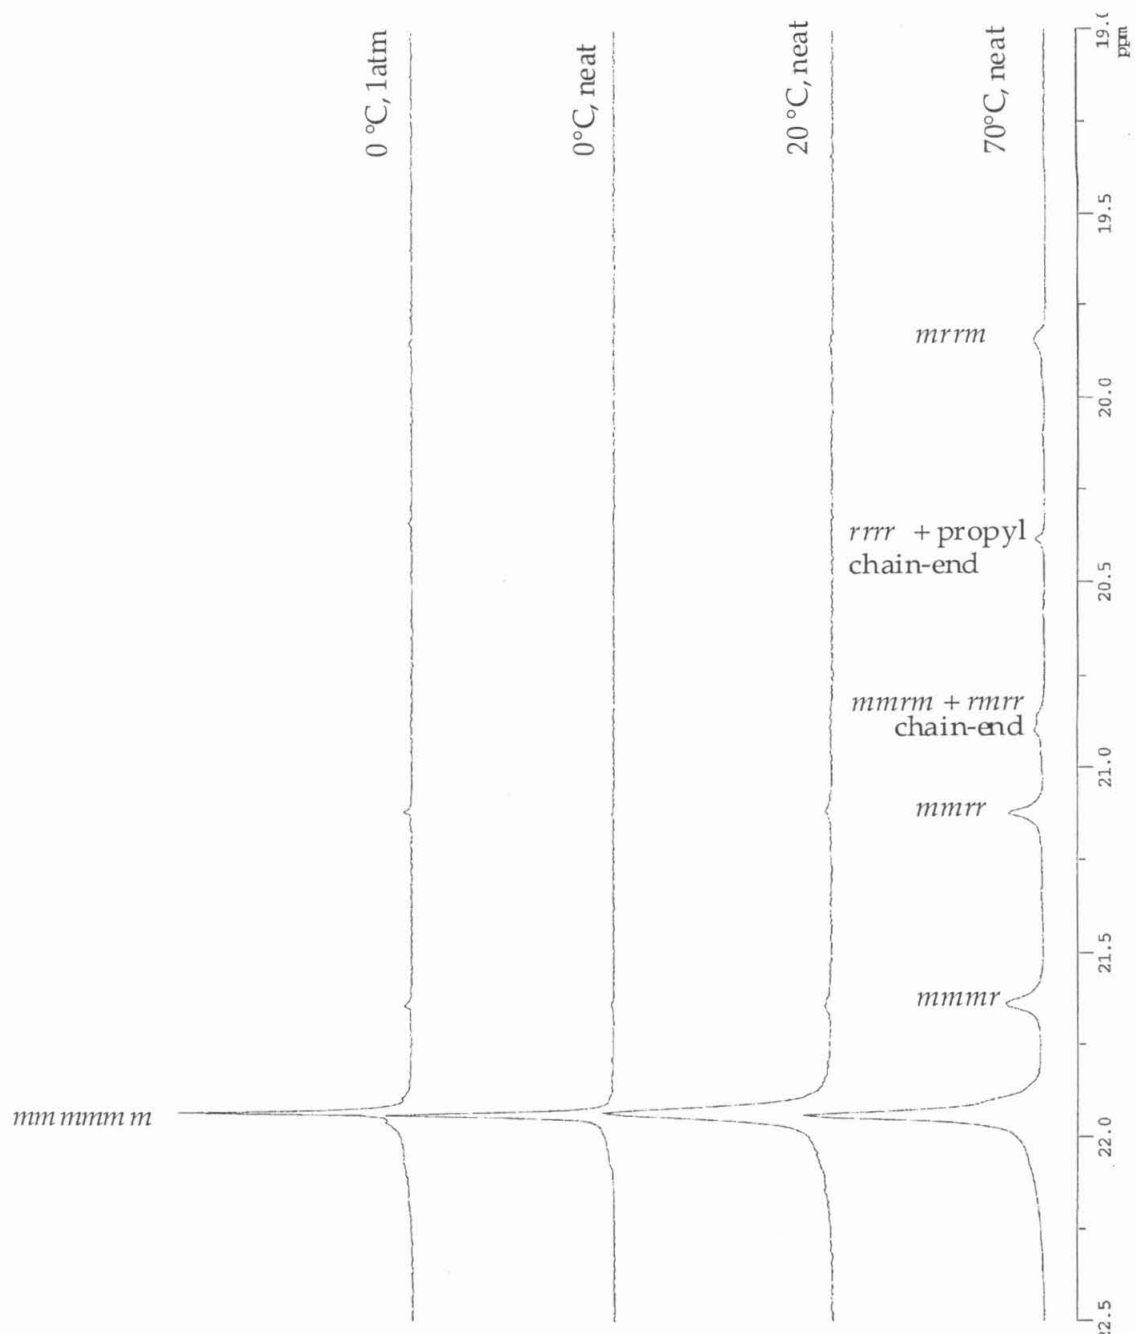 0 °C, 1atm
0°C, neat
20 °C, neat
70°C, neat
mrrm
rrrr + propyl
chain-end
mmrm + rmrr
chain-end
mmrr
mmmr
mm mmm m
ppm
19.5
20.0
20.5
21.0
21.5
22.0